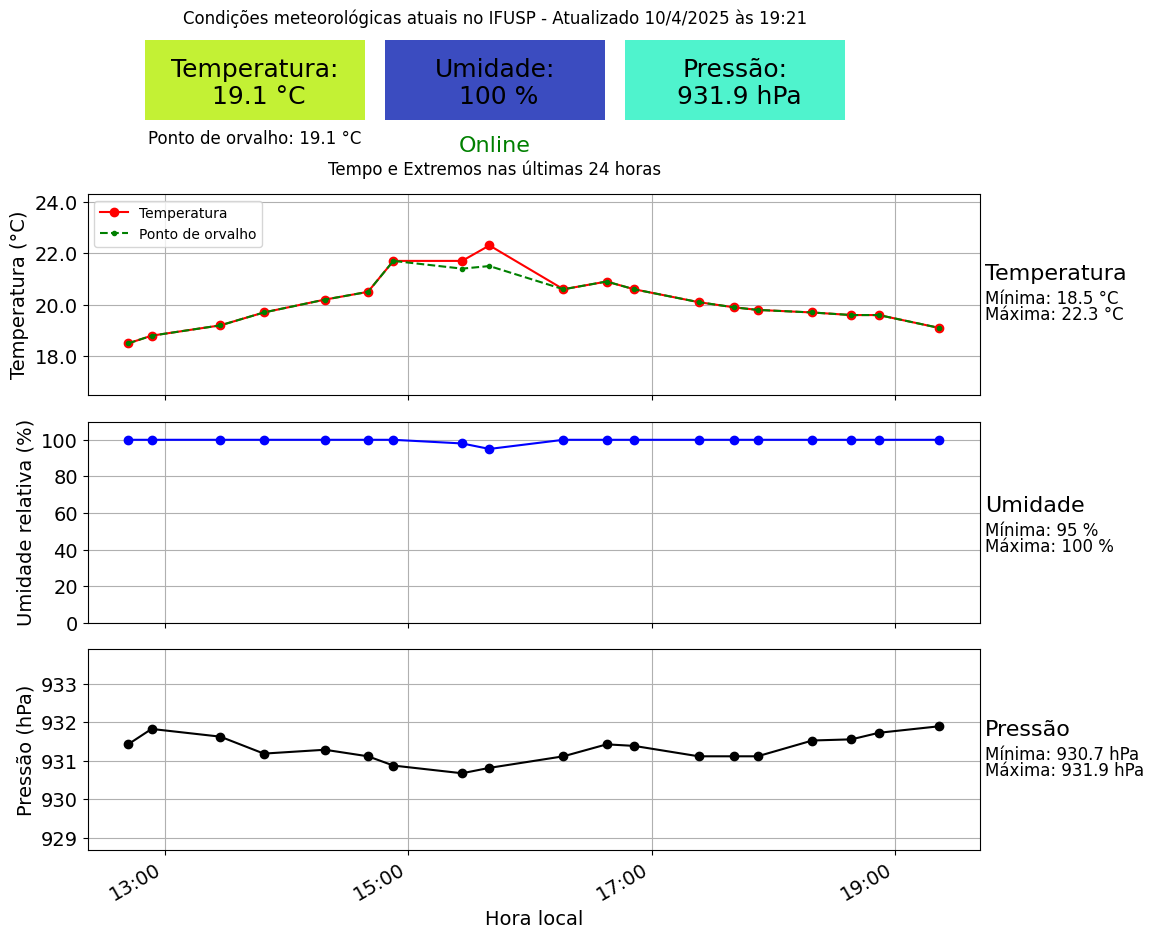 Condições meteorológicas atuais no IFUSP - Atualizado 10/4/2025 às 19:21
Temperatura:
19.1 °C
Umidade:
100 %
Pressão:
931.9 hPa
Ponto de orvalho: 19.1 °C
Online
Tempo e Extremos nas últimas 24 horas
Temperatura (°C)
24.0
22.0
20.0
18.0
Temperatura
Ponto de orvalho
Temperatura
Mínima: 18.5 °C
Máxima: 22.3 °C
Umidade relativa (%)
100
80
60
40
20
0
Umidade
Mínima: 95 %
Máxima: 100 %
Pressão (hPa)
933
932
931
930
929
Pressão
Mínima: 930.7 hPa
Máxima: 931.9 hPa
13:00
15:00
17:00
19:00
Hora local